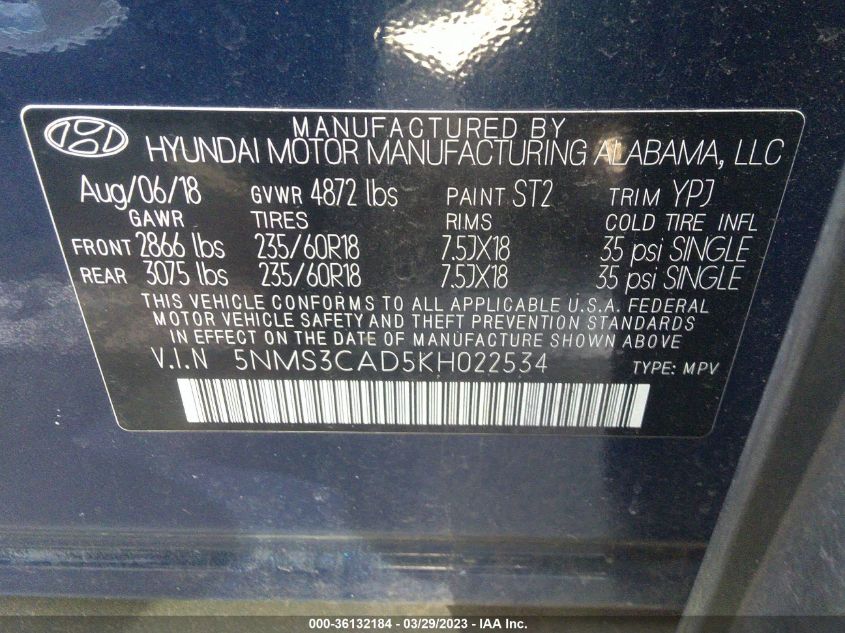 MANUFACTURED BY
HYUNDAI MOTOR MANUFACTURING ALABAMA, LLC
Aug/06/18 GVWR 4872 lbs PAINT ST2 TRIM YPJ
GAWR TIRES RIMS COLD TIRE INFL
FRONT 2866 lbs 235/60R18 7.5JX18 35 psi SINGLE
REAR 3075 lbs 235/60R18 7.5JX18 35 psi SINGLE
THIS VEHICLE CONFORMS TO ALL APPLICABLE U.S.A. FEDERAL
MOTOR VEHICLE SAFETY AND THEFT PREVENTION STANDARDS
IN EFFECT ON THE DATE OF MANUFACTURE SHOWN ABOVE.
V.I.N 5NMS3CAD5KH022534 TYPE: MPV
000-36132184 - 03/29/2023 - IAA Inc.